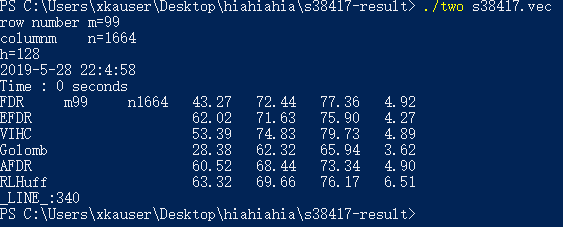 PS C:\Users\xkauser\Desktop\hiahiahia\s38417-result> ./two s38417.vec
row number m=99
columnm    n=1664
h=128
2019-5-28 22:4:58
Time : 0 seconds
FDR     m99     n1664   43.27   72.44   77.36   4.92
EFDR                    62.02   71.63   75.90   4.27
VIHC                    53.39   74.83   79.73   4.89
Golomb                  28.38   62.32   65.94   3.62
AFDR                    60.52   68.44   73.34   4.90
RLHuff                  63.32   69.66   76.17   6.51
_LINE_:340
PS C:\Users\xkauser\Desktop\hiahiahia\s38417-result>